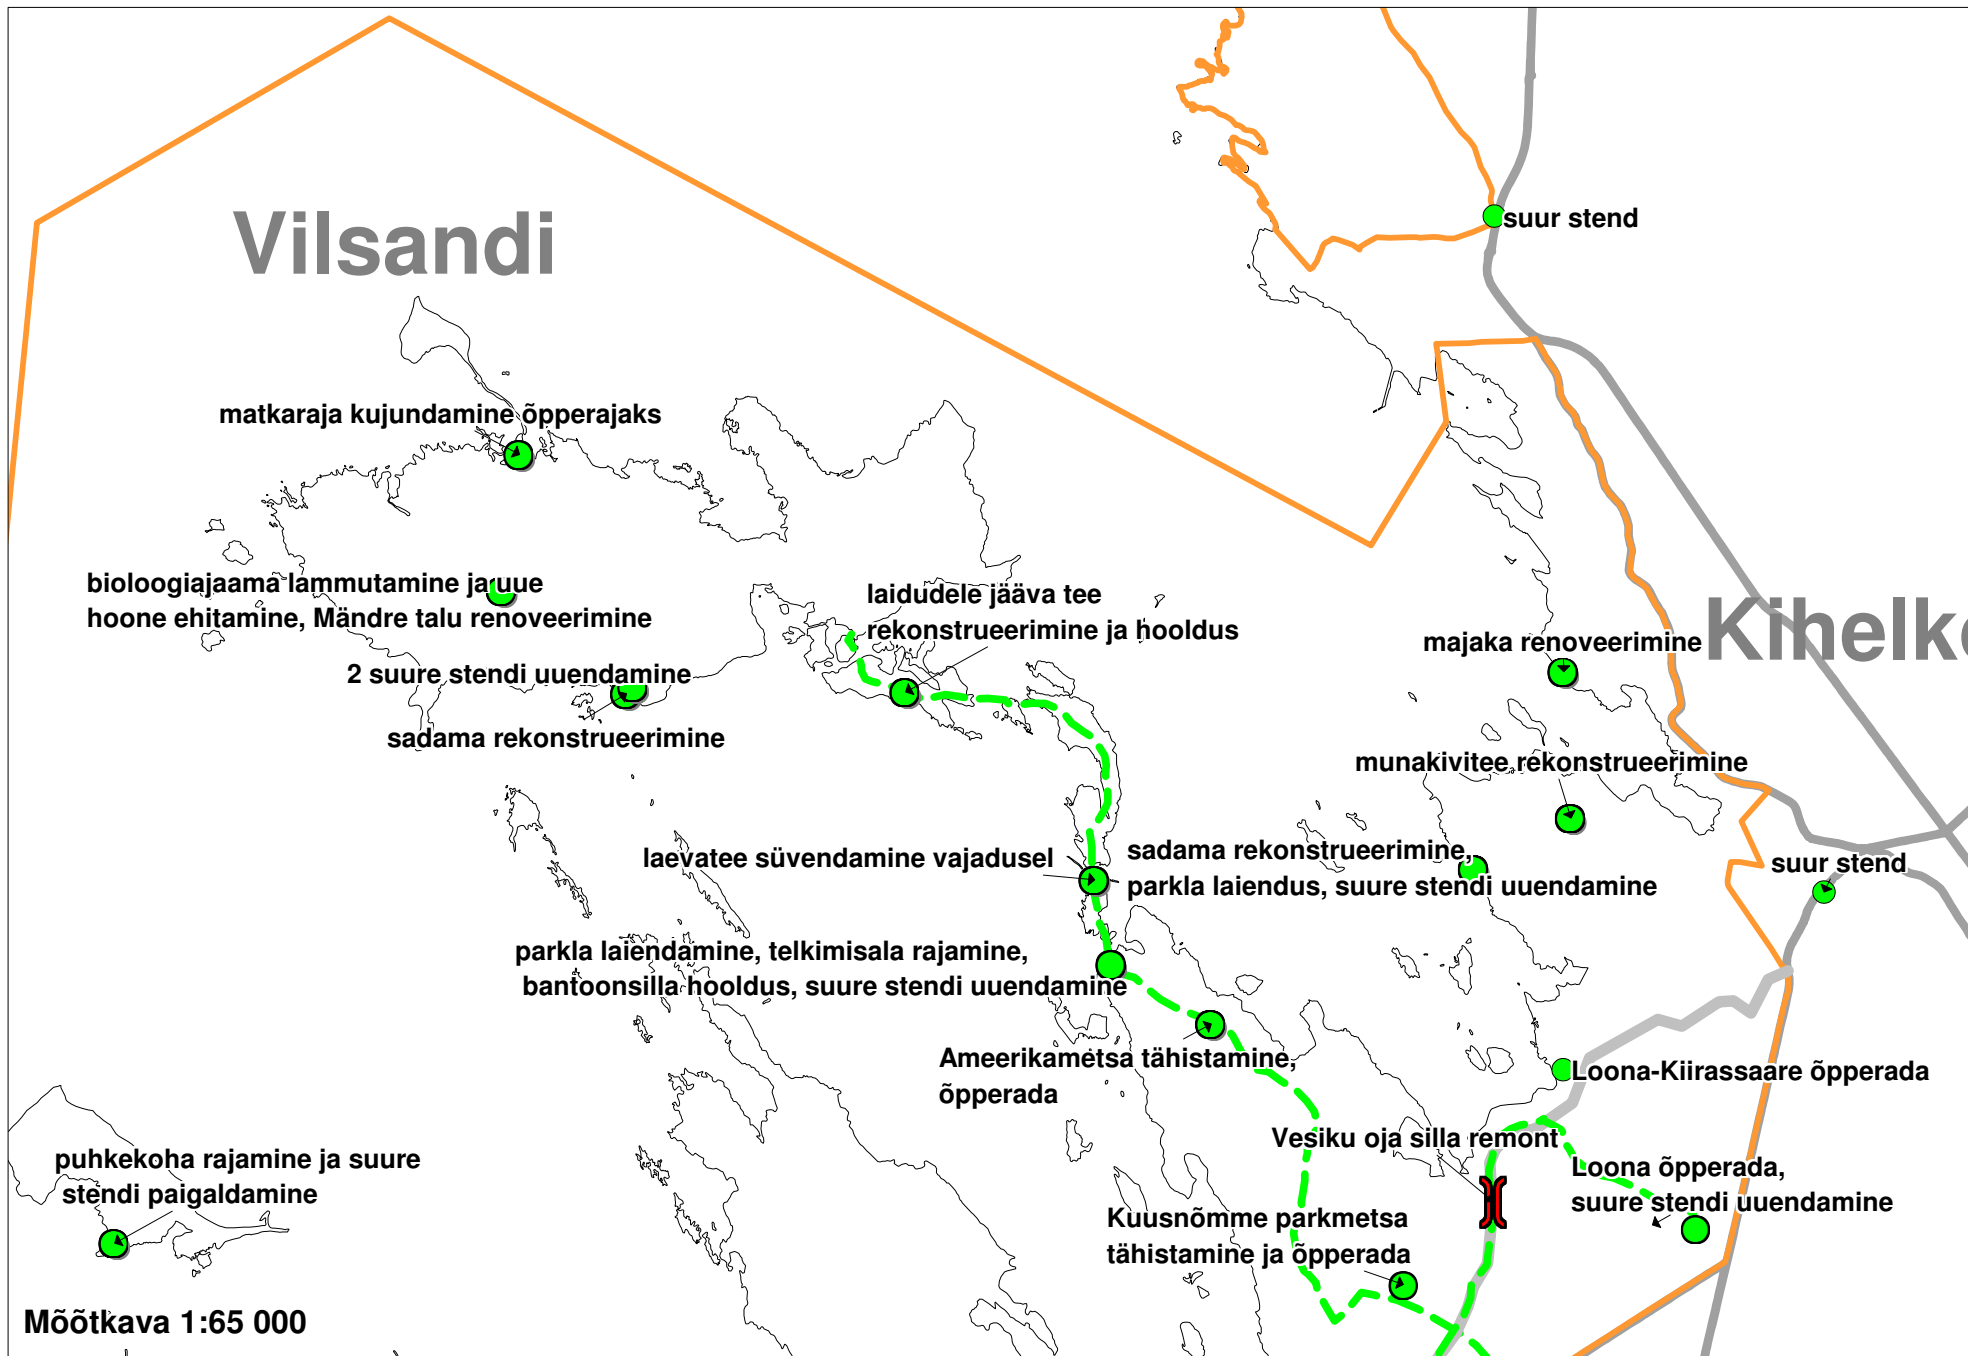 suur stend
Vilsandi
matkaraja kujundamine õpperajaks
bioloogiajaama lammutamine ja uue
hoone ehitamine, Mändre talu renoveerimine
laidudele jääva tee
rekonstrueerimine ja hooldus
majaka renoveerimine
Kihelko
2 suure stendi uuendamine
sadama rekonstrueerimine
munakivitee rekonstrueerimine
laevatee süvendamine vajadusel
sadama rekonstrueerimine,
parkla laiendus, suure stendi uuendamine
suur stend
parkla laiendamine, telkimisala rajamine,
bantoonsilla hooldus, suure stendi uuendamine
Ameerikametsa tähistamine,
õpperada
Loona-Kiirassaare õpperada
Vesiku oja silla remont
puhkekoha rajamine ja suure
stendi paigaldamine
Loona õpperada,
suure stendi uuendamine
Kuusnõmme parkmetsa
tähistamine ja õpperada
Mõõtkava 1:65 000